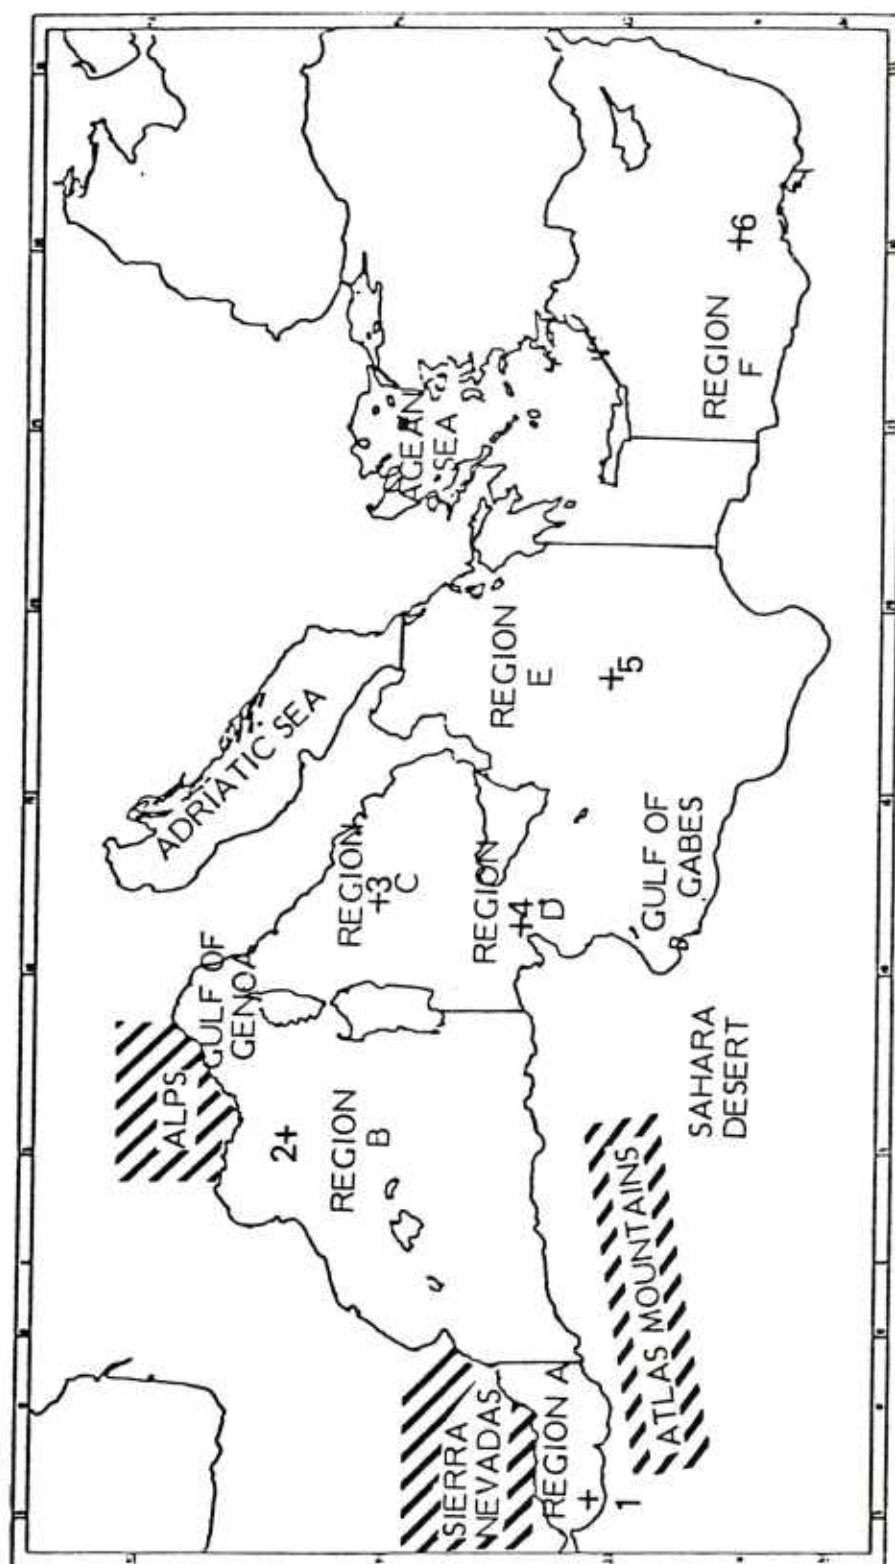 ALPS
GULF OF
GENOA
ADRIATIC SEA
AGEAN
SEA
2+
REGION
B
REGION
+3
C
REGION
+4
D
REGION
E
+5
REGION
F
+6
SIERRA
NEVADAS
REGION A
+
1
ATLAS MOUNTAINS
SAHARA
DESERT
GULF OF
GABES